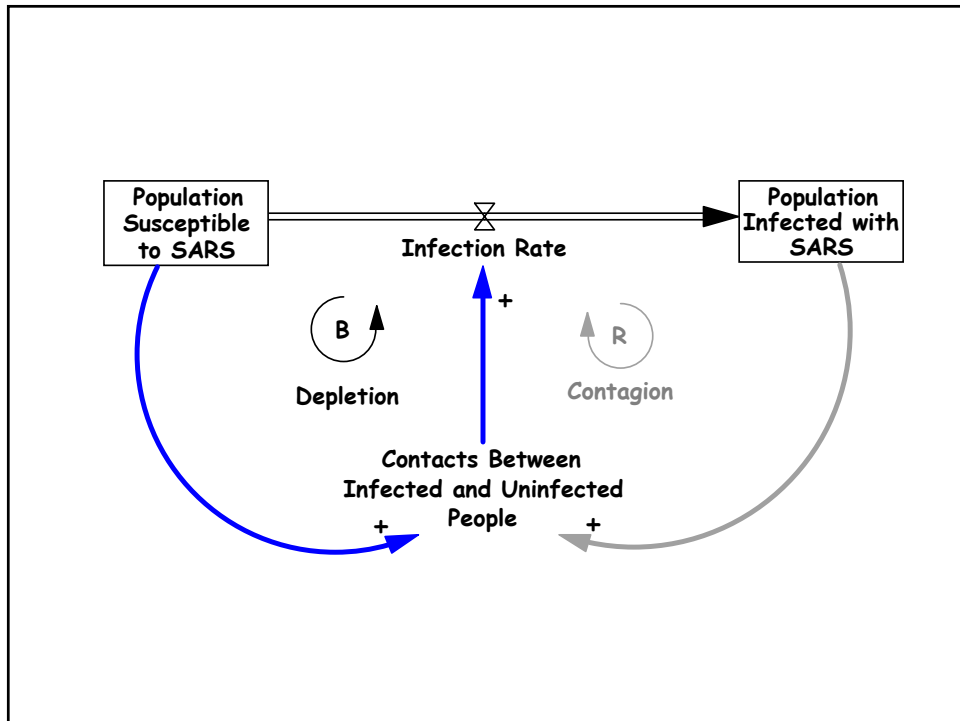 Population
Susceptible
to SARS
Population
Infected with
SARS
Infection Rate
+
B
R
Depletion
Contagion
Contacts Between
Infected and Uninfected
People
+
+